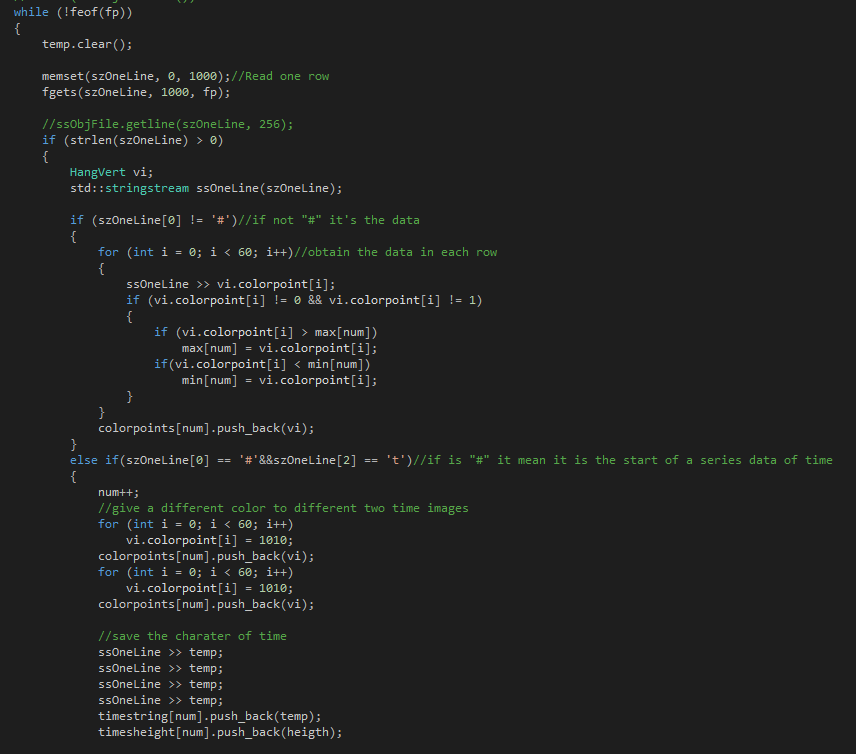 while (!feof(fp))
{
    temp.clear();

    memset(szOneLine, 0, 1000);//Read one row
    fgets(szOneLine, 1000, fp);

    //ssObjFile.getline(szOneLine, 256);
    if (strlen(szOneLine) > 0)
    {
        HangVert vi;
        std::stringstream ssOneLine(szOneLine);

        if (szOneLine[0] != '#')//if not "#" it's the data
        {
            for (int i = 0; i < 60; i++)//obtain the data in each row
            {
                ssOneLine >> vi.colorpoint[i];
                if (vi.colorpoint[i] != 0 && vi.colorpoint[i] != 1)
                {
                    if (vi.colorpoint[i] > max[num])
                        max[num] = vi.colorpoint[i];
                    if(vi.colorpoint[i] < min[num])
                        min[num] = vi.colorpoint[i];
                }
            }
            colorpoints[num].push_back(vi);
        }
        else if(szOneLine[0] == '#'&&szOneLine[2] == 't')//if is "#" it mean it is the start of a series data of time
        {
            num++;
            //give a different color to different two time images
            for (int i = 0; i < 60; i++)
                vi.colorpoint[i] = 1010;
            colorpoints[num].push_back(vi);
            for (int i = 0; i < 60; i++)
                vi.colorpoint[i] = 1010;
            colorpoints[num].push_back(vi);

            //save the charater of time
            ssOneLine >> temp;
            ssOneLine >> temp;
            ssOneLine >> temp;
            ssOneLine >> temp;
            timestring[num].push_back(temp);
            timesheight[num].push_back(heigth);